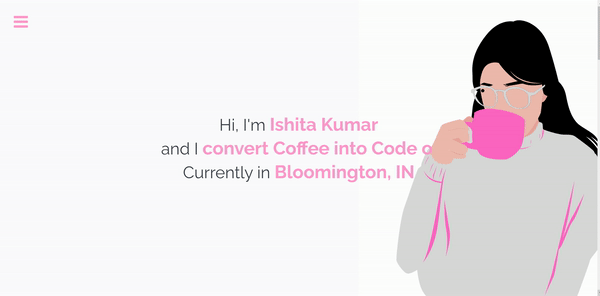 Hi, I'm Ishita Kumar
and I convert Coffee into Code o
Currently in Bloomington, IN